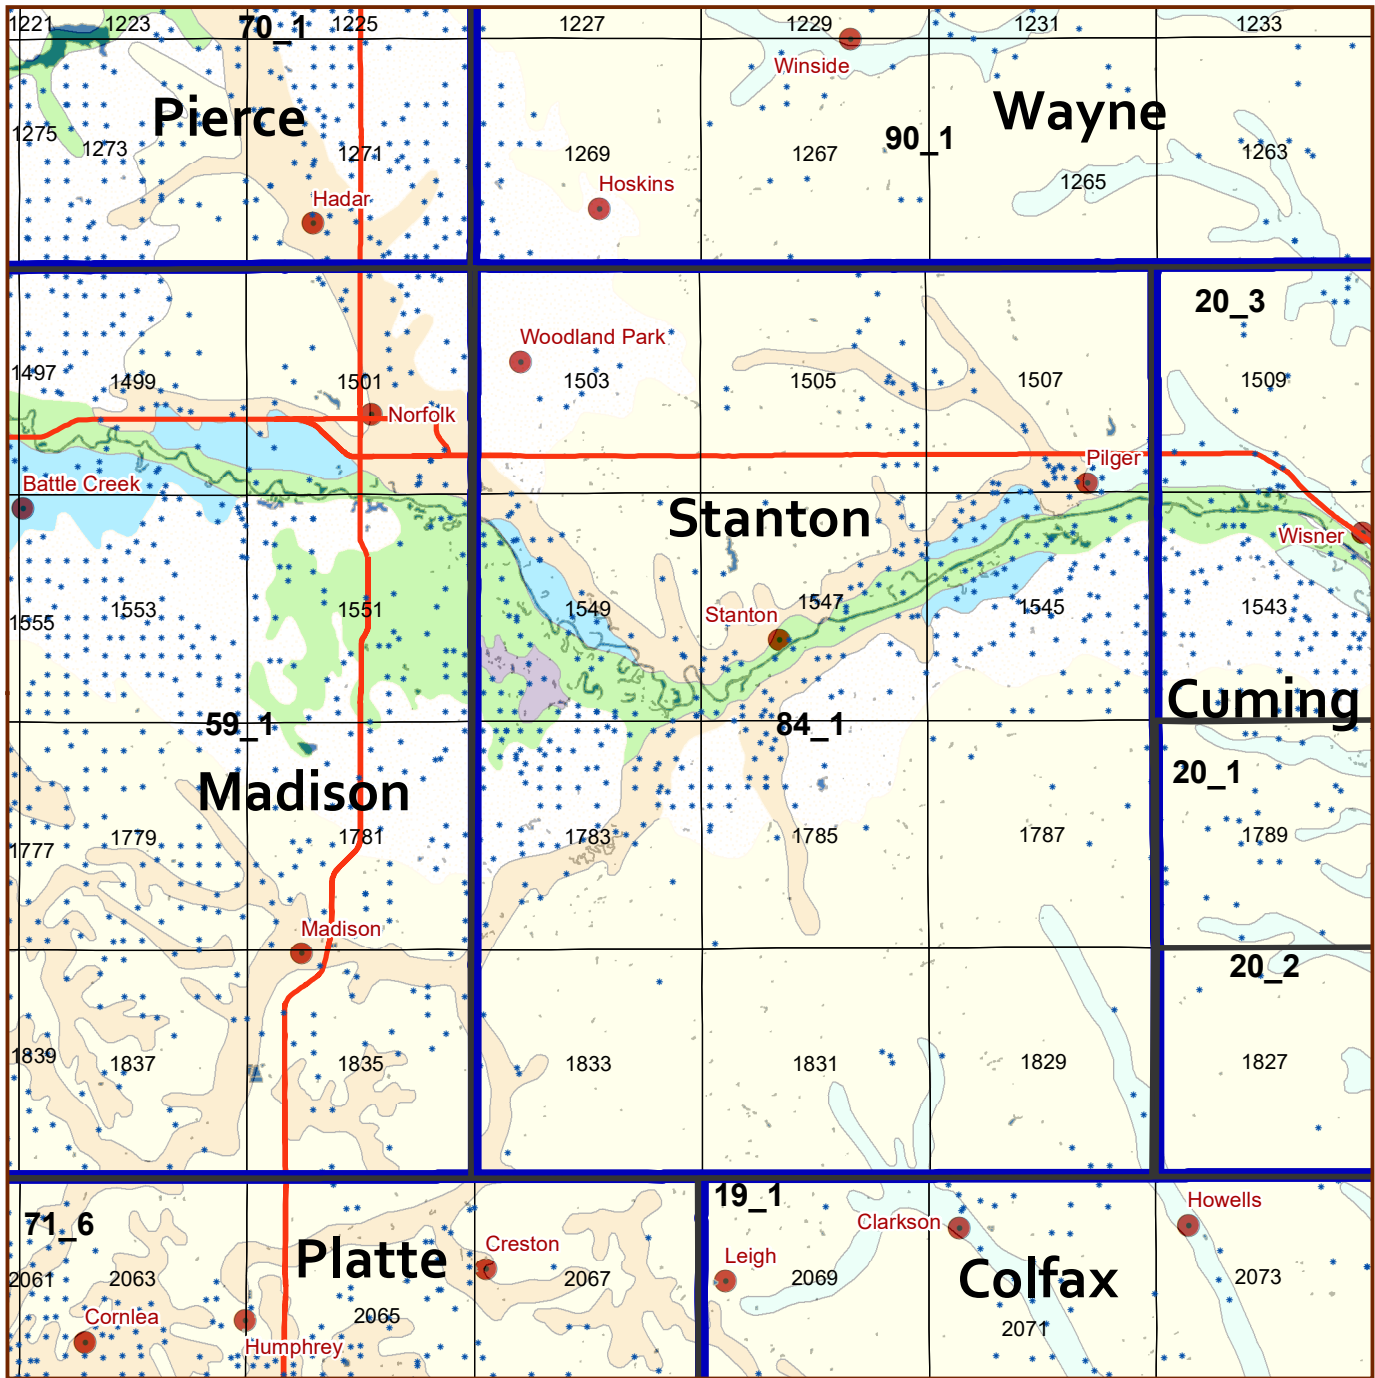 1221
1223
70_1
1225
1227
1229
1231
1233
Winside
Pierce
Wayne
1275
1273
1271
1269
1267
90_1
1263
1265
Hoskins
Hadar
20_3
Woodland Park
1497
1499
1501
1503
1505
1507
1509
Norfolk
Pilger
Battle Creek
Stanton
Wisner
1555
1553
1551
1549
Stanton
1547
1545
1543
Cuming
59_1
84_1
20_1
Madison
1777
1779
1781
1783
1785
1787
1789
Madison
20_2
1839
1837
1835
1833
1831
1829
1827
71_6
19_1
Howells
Clarkson
Platte
Creston
Leigh
Colfax
2061
2063
2067
2069
2073
Cornlea
2065
2071
Humphrey